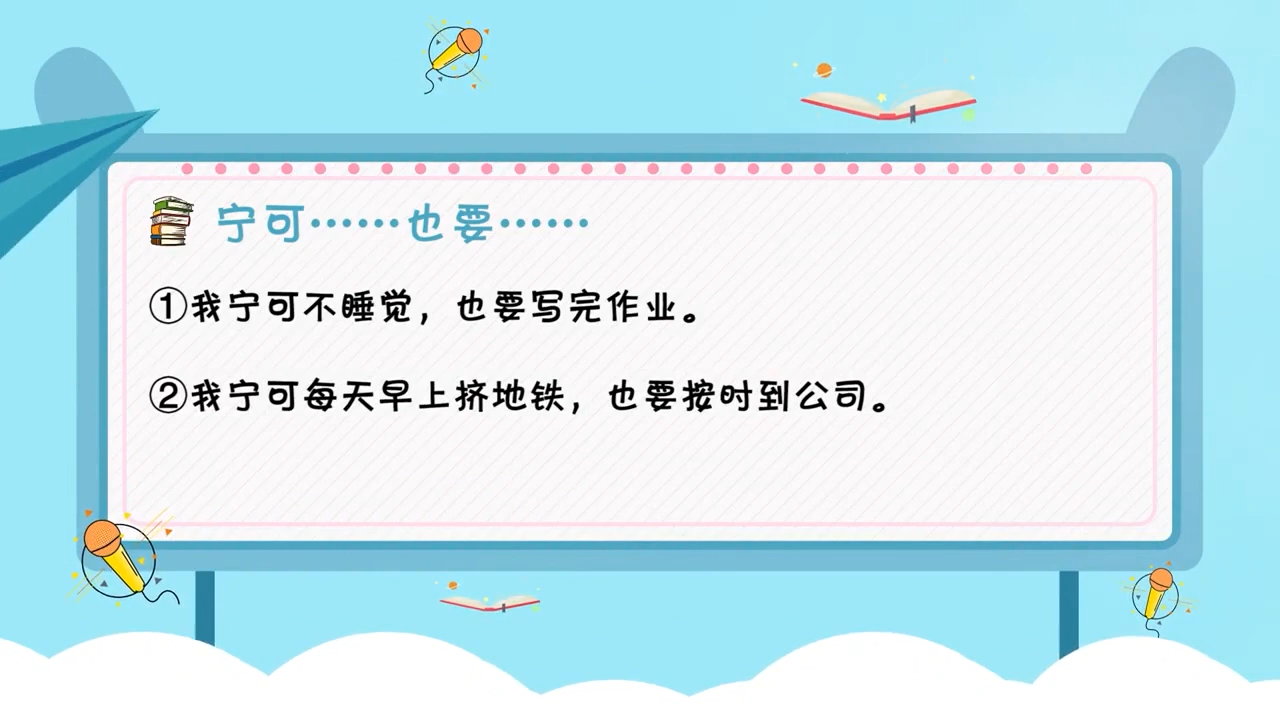 宁可……也要……
①我宁可不睡觉，也要写完作业。
②我宁可每天早上挤地铁，也要按时到公司。